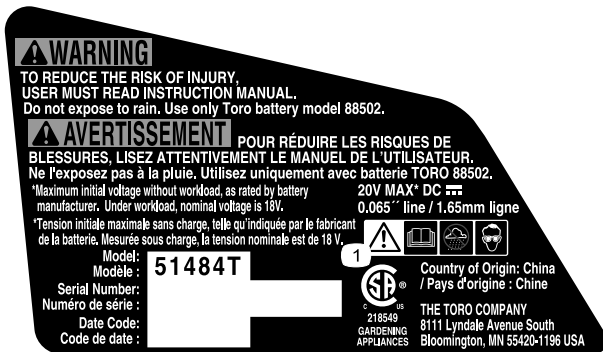 WARNING
TO REDUCE THE RISK OF INJURY,
USER MUST READ INSTRUCTION MANUAL.
Do not expose to rain. Use only Toro battery model 88502.
AVERTISSEMENT POUR RÉDUIRE LES RISQUES DE
BLESSURES, LISEZ ATTENTIVEMENT LE MANUEL DE L'UTILISATEUR.
Ne l'exposez pas à la pluie. Utilisez uniquement avec batterie TORO 88502.
*Maximum initial voltage without workload, as rated by battery
manufacturer. Under workload, nominal voltage is 18V.
*Tension initiale maximale sans charge, telle qu'indiquée par le fabricant
de la batterie. Mesurée sous charge, la tension nominale est de 18 V.
20V MAX* DC
0.065´´ line / 1.65mm ligne
1
Model:
Modèle :
51484T
Serial Number:
Numéro de série :
Date Code:
Code de date :
SA
®
C US
218549
GARDENING
APPLIANCES
Country of Origin: China
/ Pays d'origine : Chine
THE TORO COMPANY
8111 Lyndale Avenue South
Bloomington, MN 55420-1196 USA